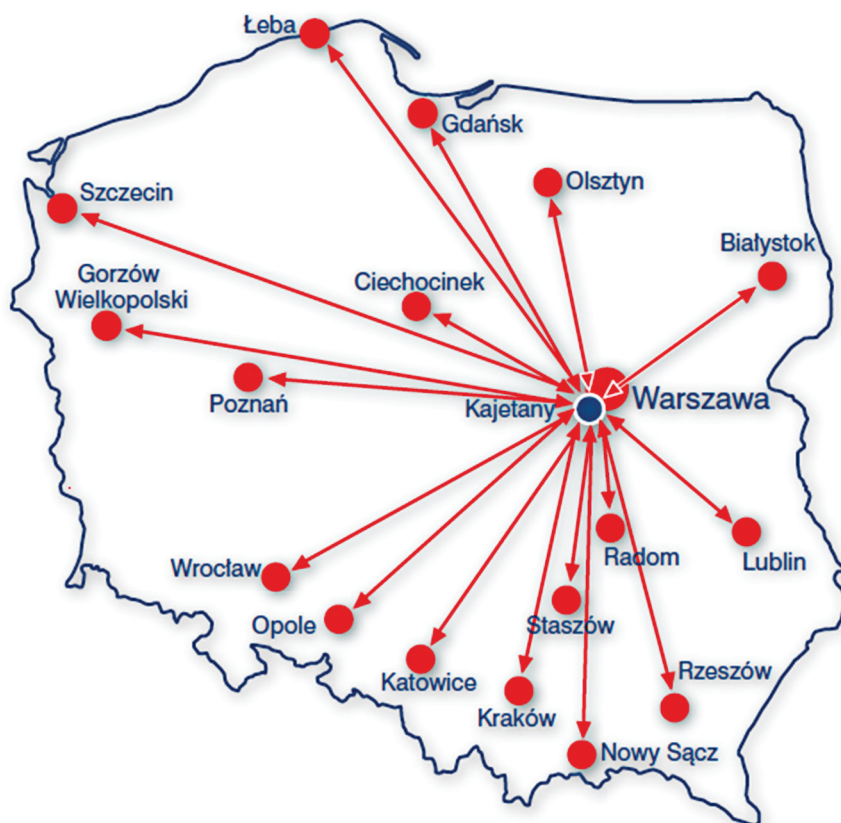 Łeba
Gdańsk
Olsztyn
Szczecin
Białystok
Gorzów
Wielkopolski
Ciechocinek
Poznań
Kajetany
Warszawa
Wrocław
Radom
Lublin
Opole
Staszów
Katowice
Kraków
Rzeszów
Nowy Sącz